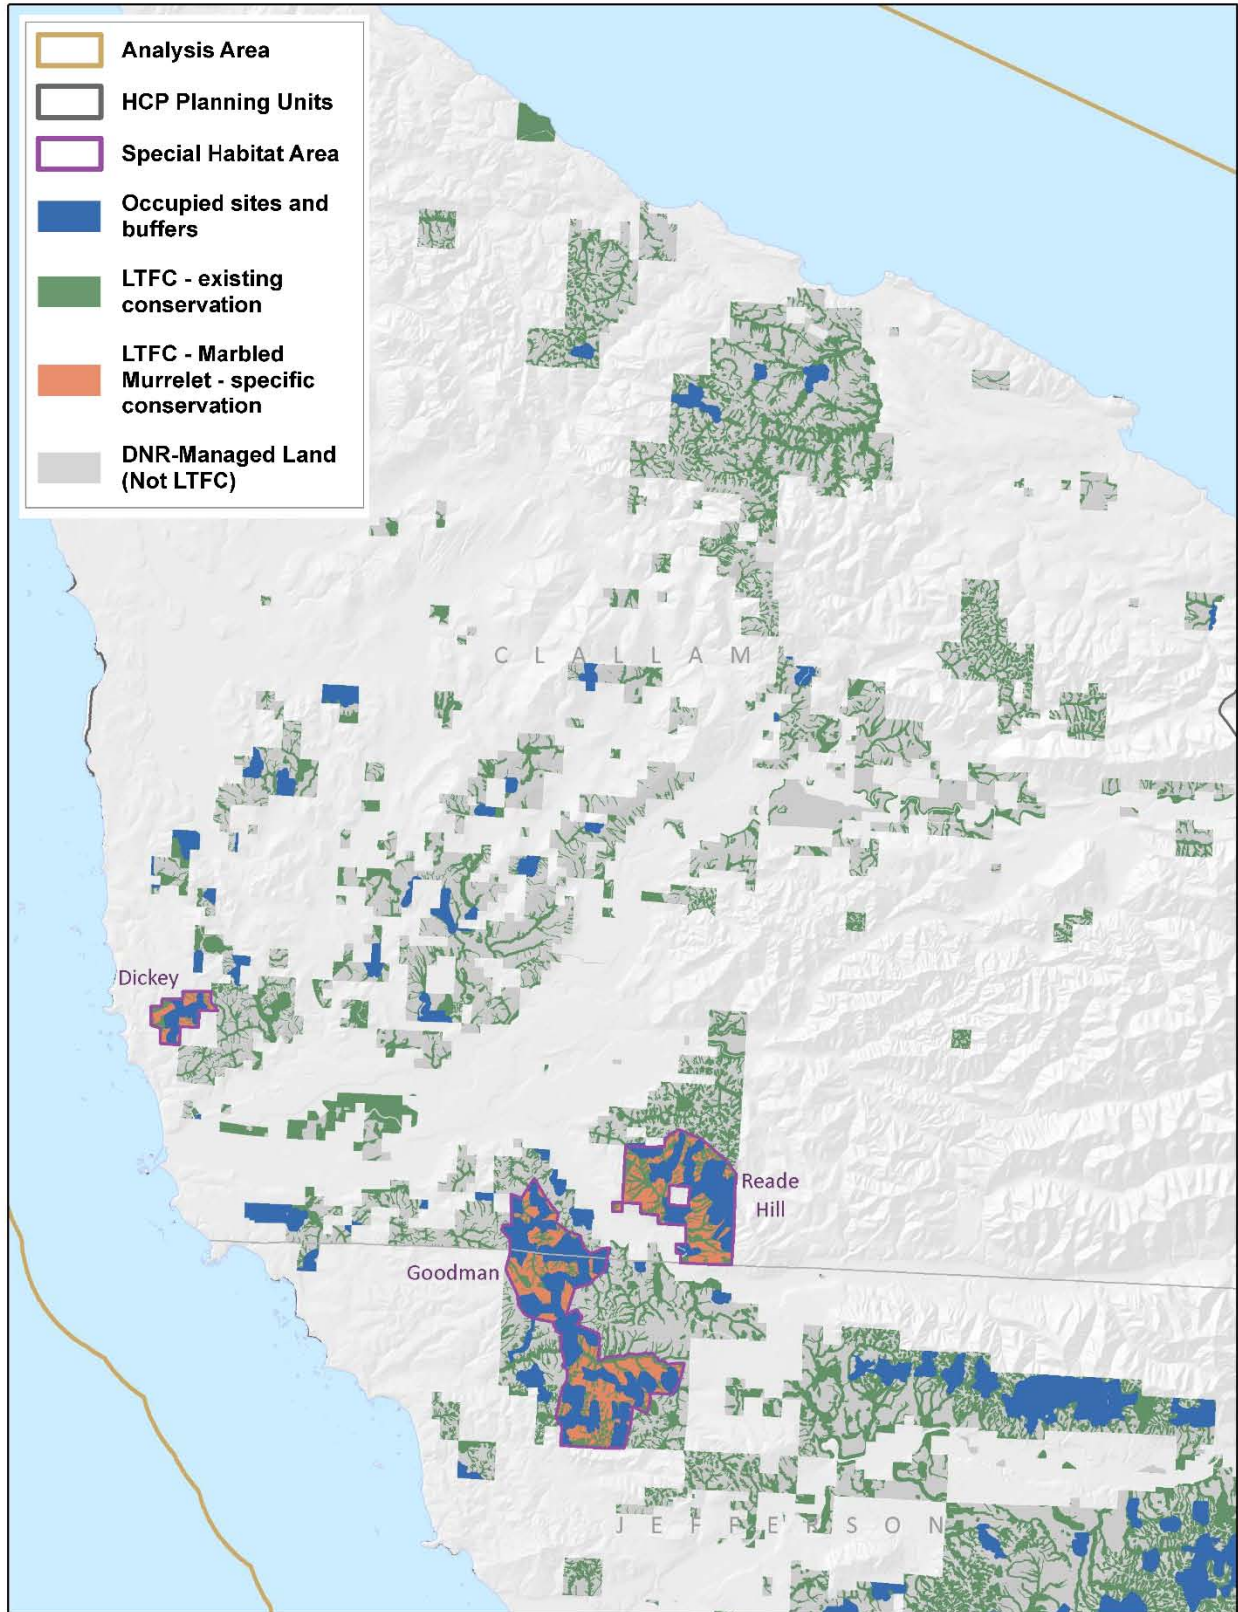 Analysis Area
HCP Planning Units
Special Habitat Area
Occupied sites and
buffers
LTFC - existing
conservation
LTFC - Marbled
Murrelet - specific
conservation
DNR-Managed Land
(Not LTFC)
CLALLAM
Dickey
Reade
Hill
Goodman
JEFFERSON